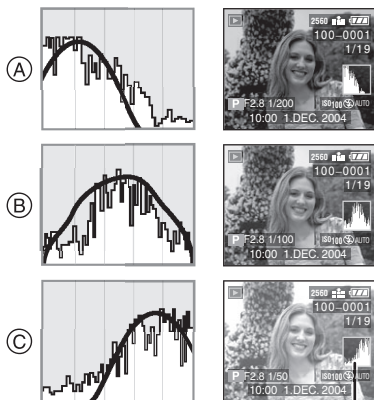 A
2560
100–0001
1/19
P F2.8 1/200 ISO100 AUTO
10:00 1.DEC. 2004
B
2560
100–0001
1/19
P F2.8 1/100 ISO100 AUTO
10:00 1.DEC. 2004
C
2560
100–0001
1/19
P F2.8 1/50 ISO100 AUTO
10:00 1.DEC. 2004